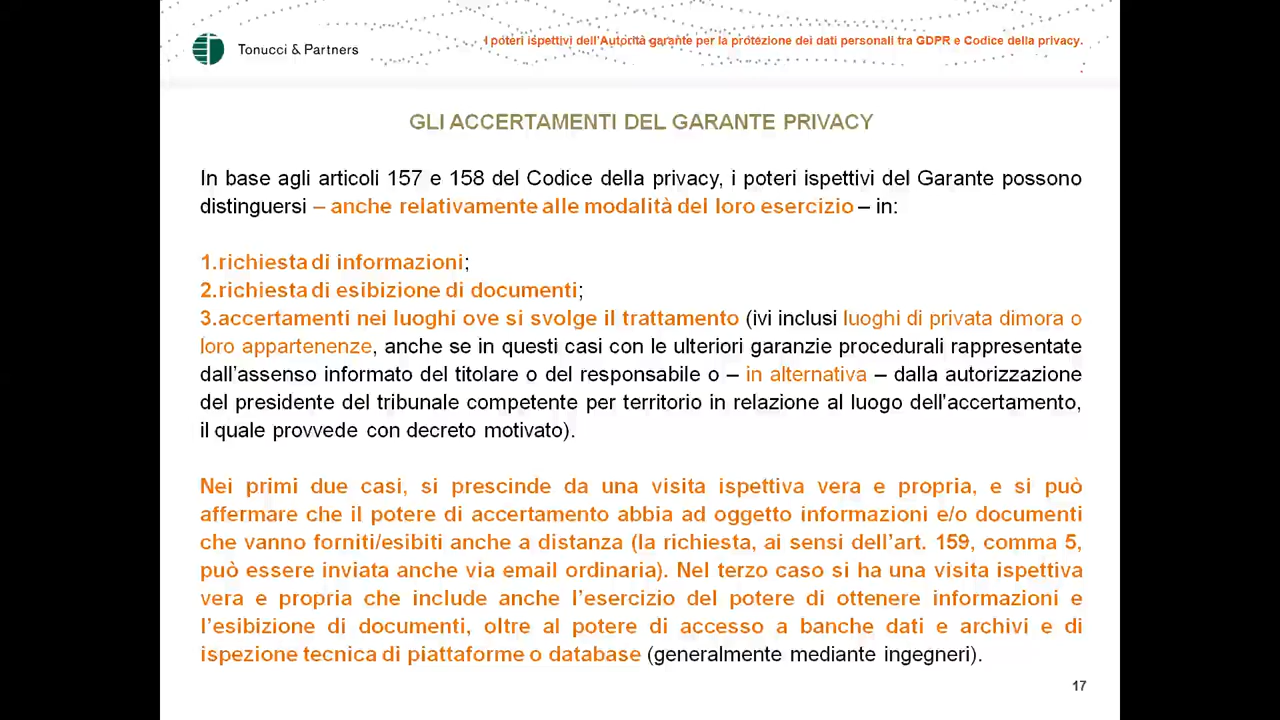 Tonucci & Partners
I poteri ispettivi dell'Autorità garante per la protezione dei dati personali tra GDPR e Codice della privacy.
GLI ACCERTAMENTI DEL GARANTE PRIVACY
In base agli articoli 157 e 158 del Codice della privacy, i poteri ispettivi del Garante possono
distinguersi – anche relativamente alle modalità del loro esercizio – in:
1.richiesta di informazioni;
2.richiesta di esibizione di documenti;
3.accertamenti nei luoghi ove si svolge il trattamento (ivi inclusi luoghi di privata dimora o
loro appartenenze, anche se in questi casi con le ulteriori garanzie procedurali rappresentate
dall'assenso informato del titolare o del responsabile o – in alternativa – dalla autorizzazione
del presidente del tribunale competente per territorio in relazione al luogo dell'accertamento,
il quale provvede con decreto motivato).
Nei primi due casi, si prescinde da una visita ispettiva vera e propria, e si può
affermare che il potere di accertamento abbia ad oggetto informazioni e/o documenti
che vanno forniti/esibiti anche a distanza (la richiesta, ai sensi dell'art. 159, comma 5,
può essere inviata anche via email ordinaria). Nel terzo caso si ha una visita ispettiva
vera e propria che include anche l'esercizio del potere di ottenere informazioni e
l'esibizione di documenti, oltre al potere di accesso a banche dati e archivi e di
ispezione tecnica di piattaforme o database (generalmente mediante ingegneri).
17